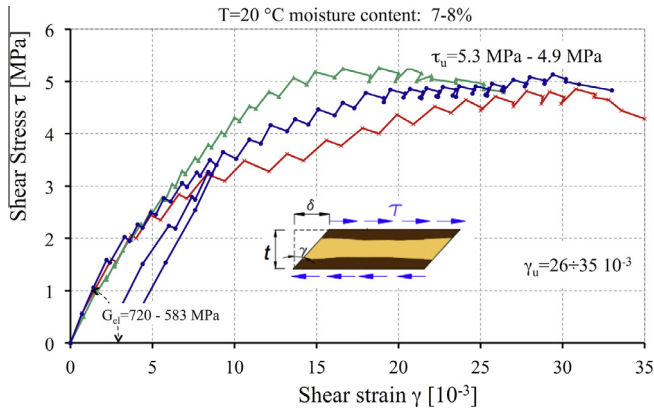 T=20 °C moisture content: 7-8%
Shear Stress τ [MPa]
6
5
4
3
2
1
0
τu=5.3 MPa - 4.9 MPa
δ
τ
t
γ
γu=26÷35 10-3
Gel=720 - 583 MPa
0 5 10 15 20 25 30 35
Shear strain γ [10-3]